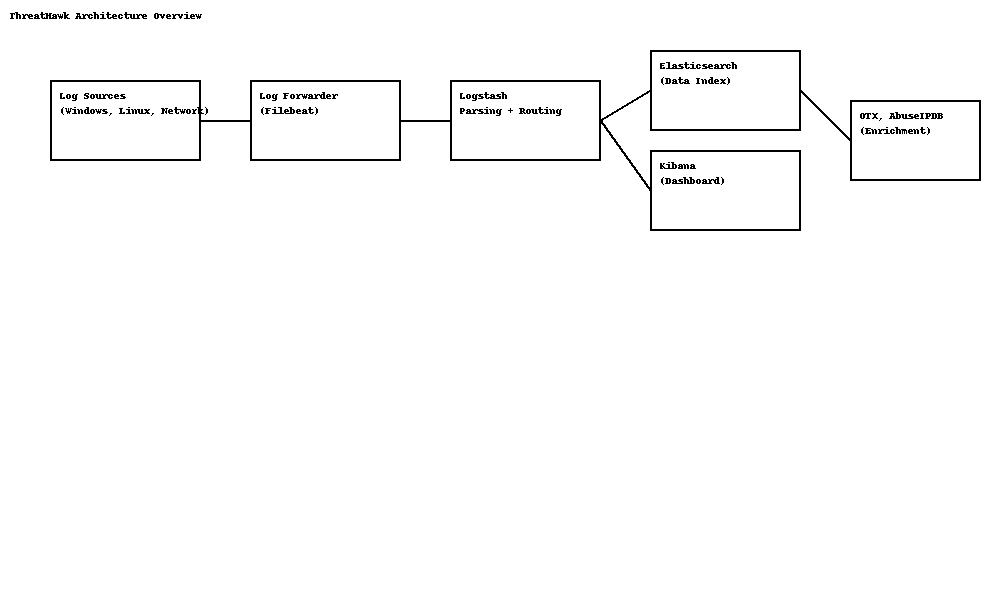 ThreatHawk Architecture Overview
Log Sources
(Windows, Linux, Network)
Log Forwarder
(Filebeat)
Logstash
Parsing + Routing
Elasticsearch
(Data Index)
Kibana
(Dashboard)
OTX, AbuseIPDB
(Enrichment)